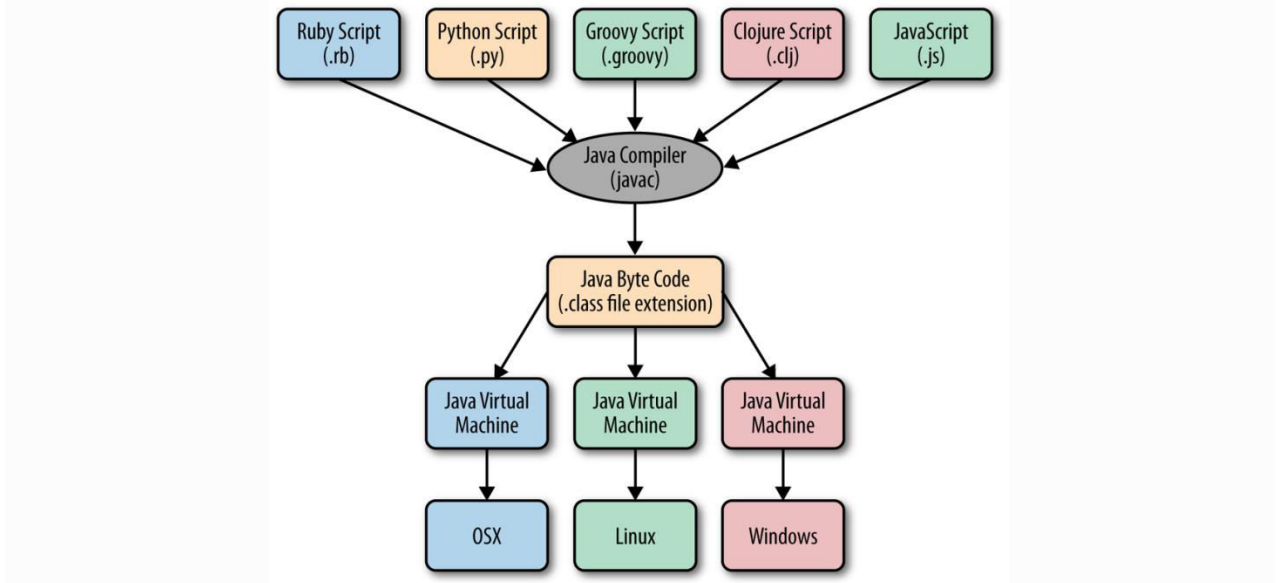 Ruby Script
(.rb)
Python Script
(.py)
Groovy Script
(.groovy)
Clojure Script
(.clj)
JavaScript
(.js)
Java Compiler
(javac)
Java Byte Code
(.class file extension)
Java Virtual
Machine
Java Virtual
Machine
Java Virtual
Machine
OSX
Linux
Windows